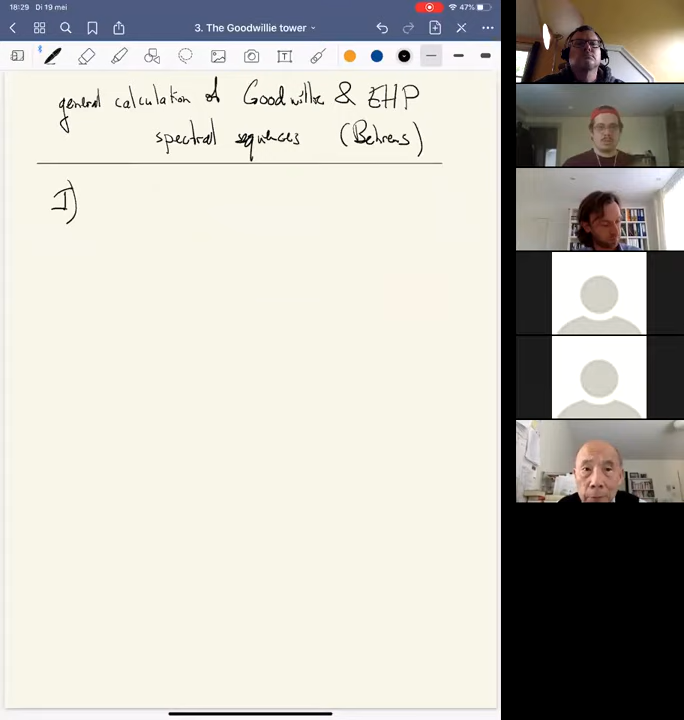 18:29 Di 19 mei
47%
3. The Goodwillie tower
general calculation of Goodwillie & EHP
spectral sequences (Behrens)
I)